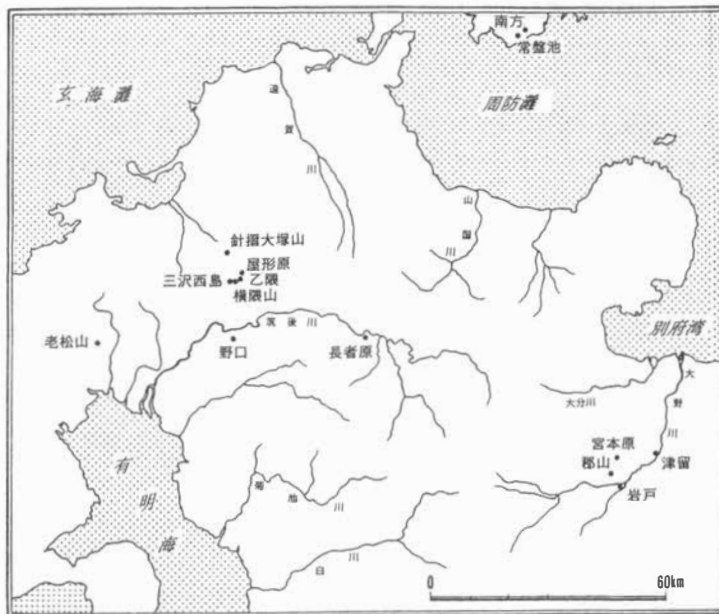 南方
常盤池
玄海灘
周防灘
遠賀川
山国川
針摺大塚山
屋形原
三沢西島
乙隈
横隈山
筑後川
別府湾
老松山
野口
長者原
大分川
大野川
宮本原
郡山
津留
岩戸
有明海
菊池川
白川
0
60km